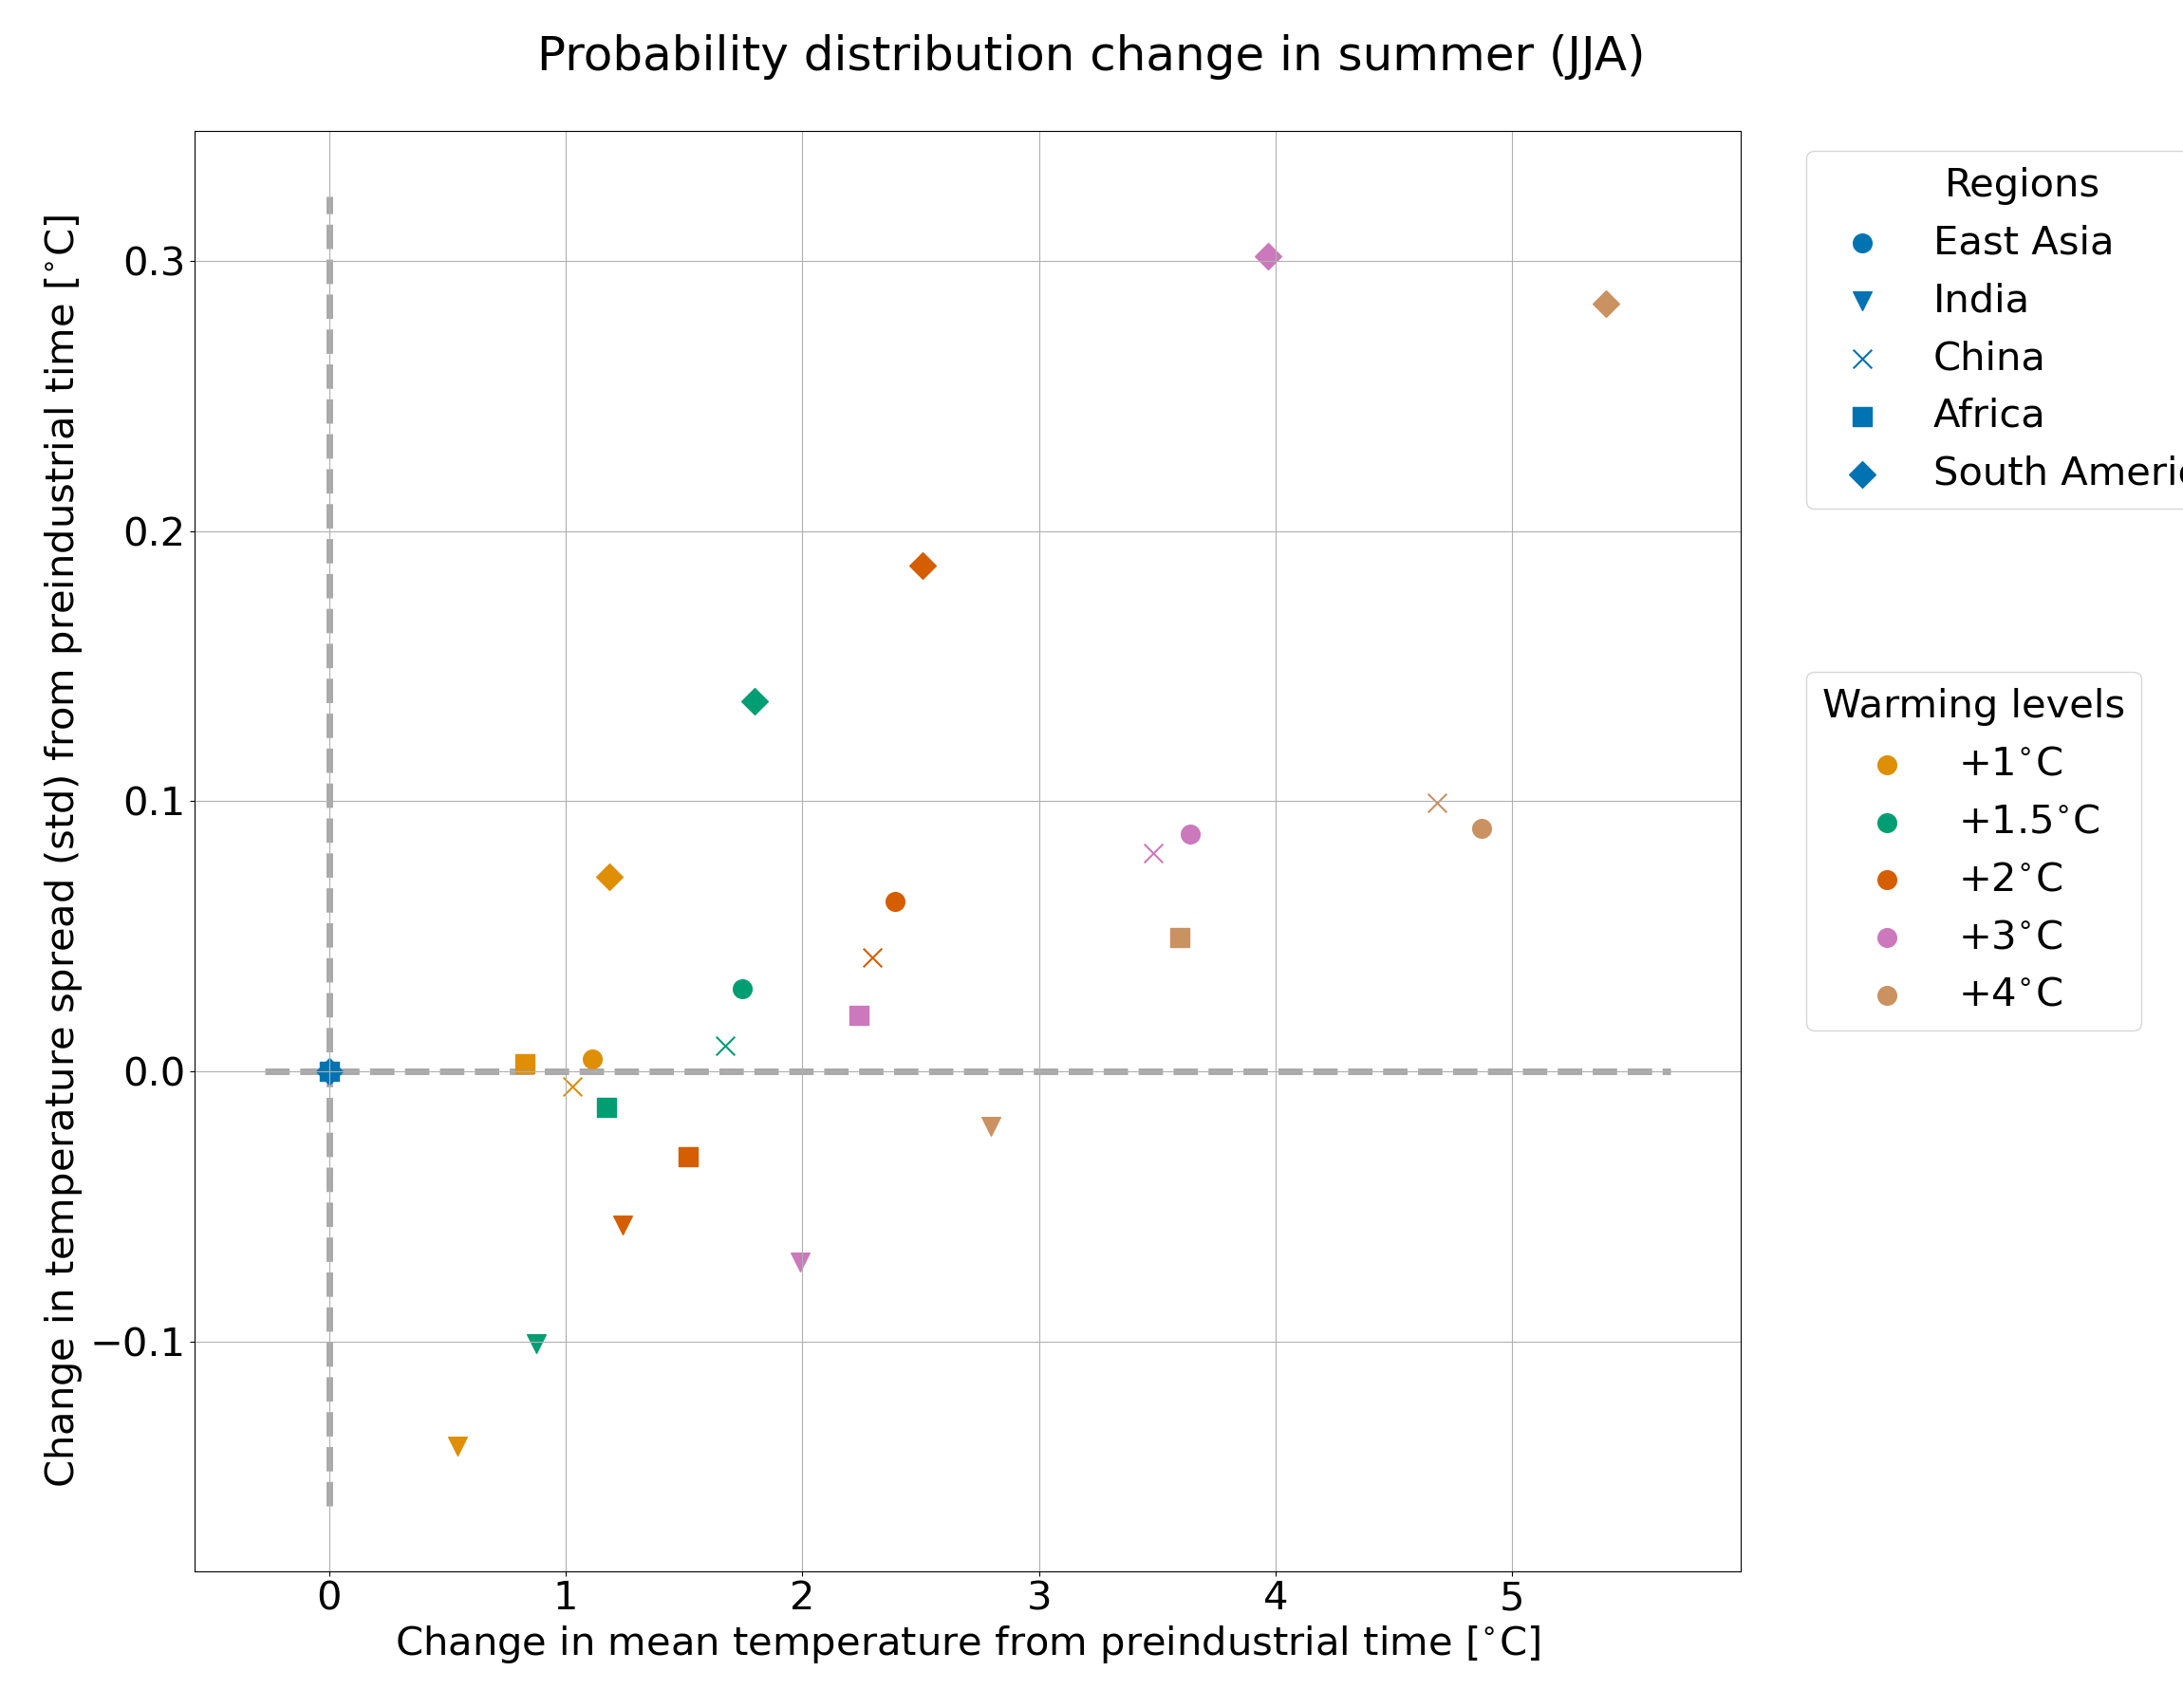 Probability distribution change in summer (JJA)
Change in temperature spread (std) from preindustrial time [°C]
0.3
0.2
0.1
0.0
−0.1
0 1 2 3 4 5
Change in mean temperature from preindustrial time [°C]
Regions
East Asia
India
China
Africa
South Ameri
Warming levels
+1°C
+1.5°C
+2°C
+3°C
+4°C